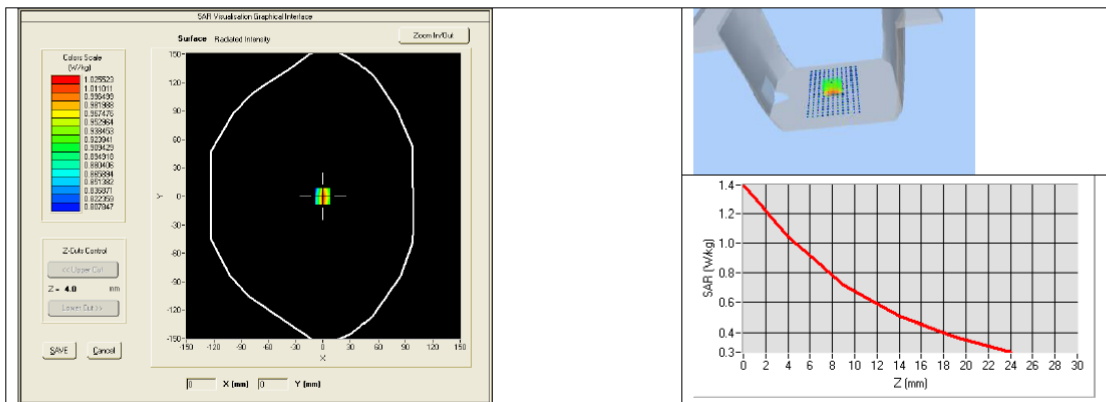 SAR Visualisation Graphical Interface
Surface Radiated Intensity
Zoom In/Out
Colors Scale
(W/kg)
1.025523
1.011011
0.996499
0.981988
0.967476
0.952964
0.938453
0.923941
0.909429
0.894918
0.880406
0.865894
0.851382
0.836871
0.822359
0.807847
150
120
90
60
30
0
-30
-60
-90
-120
-150
Y
-150 -120 -90 -60 -30 0 30 60 90 120 150
X
Z-Cuts Control
<< Upper Cut
Z = 4.0 mm
Lower Cut >>
SAVE Cancel
0 X (mm) 0 Y (mm)
1.4
1.2
1.0
0.8
0.6
0.4
0.3
SAR (W/kg)
0 2 4 6 8 10 12 14 16 18 20 22 24 26 28 30
Z (mm)